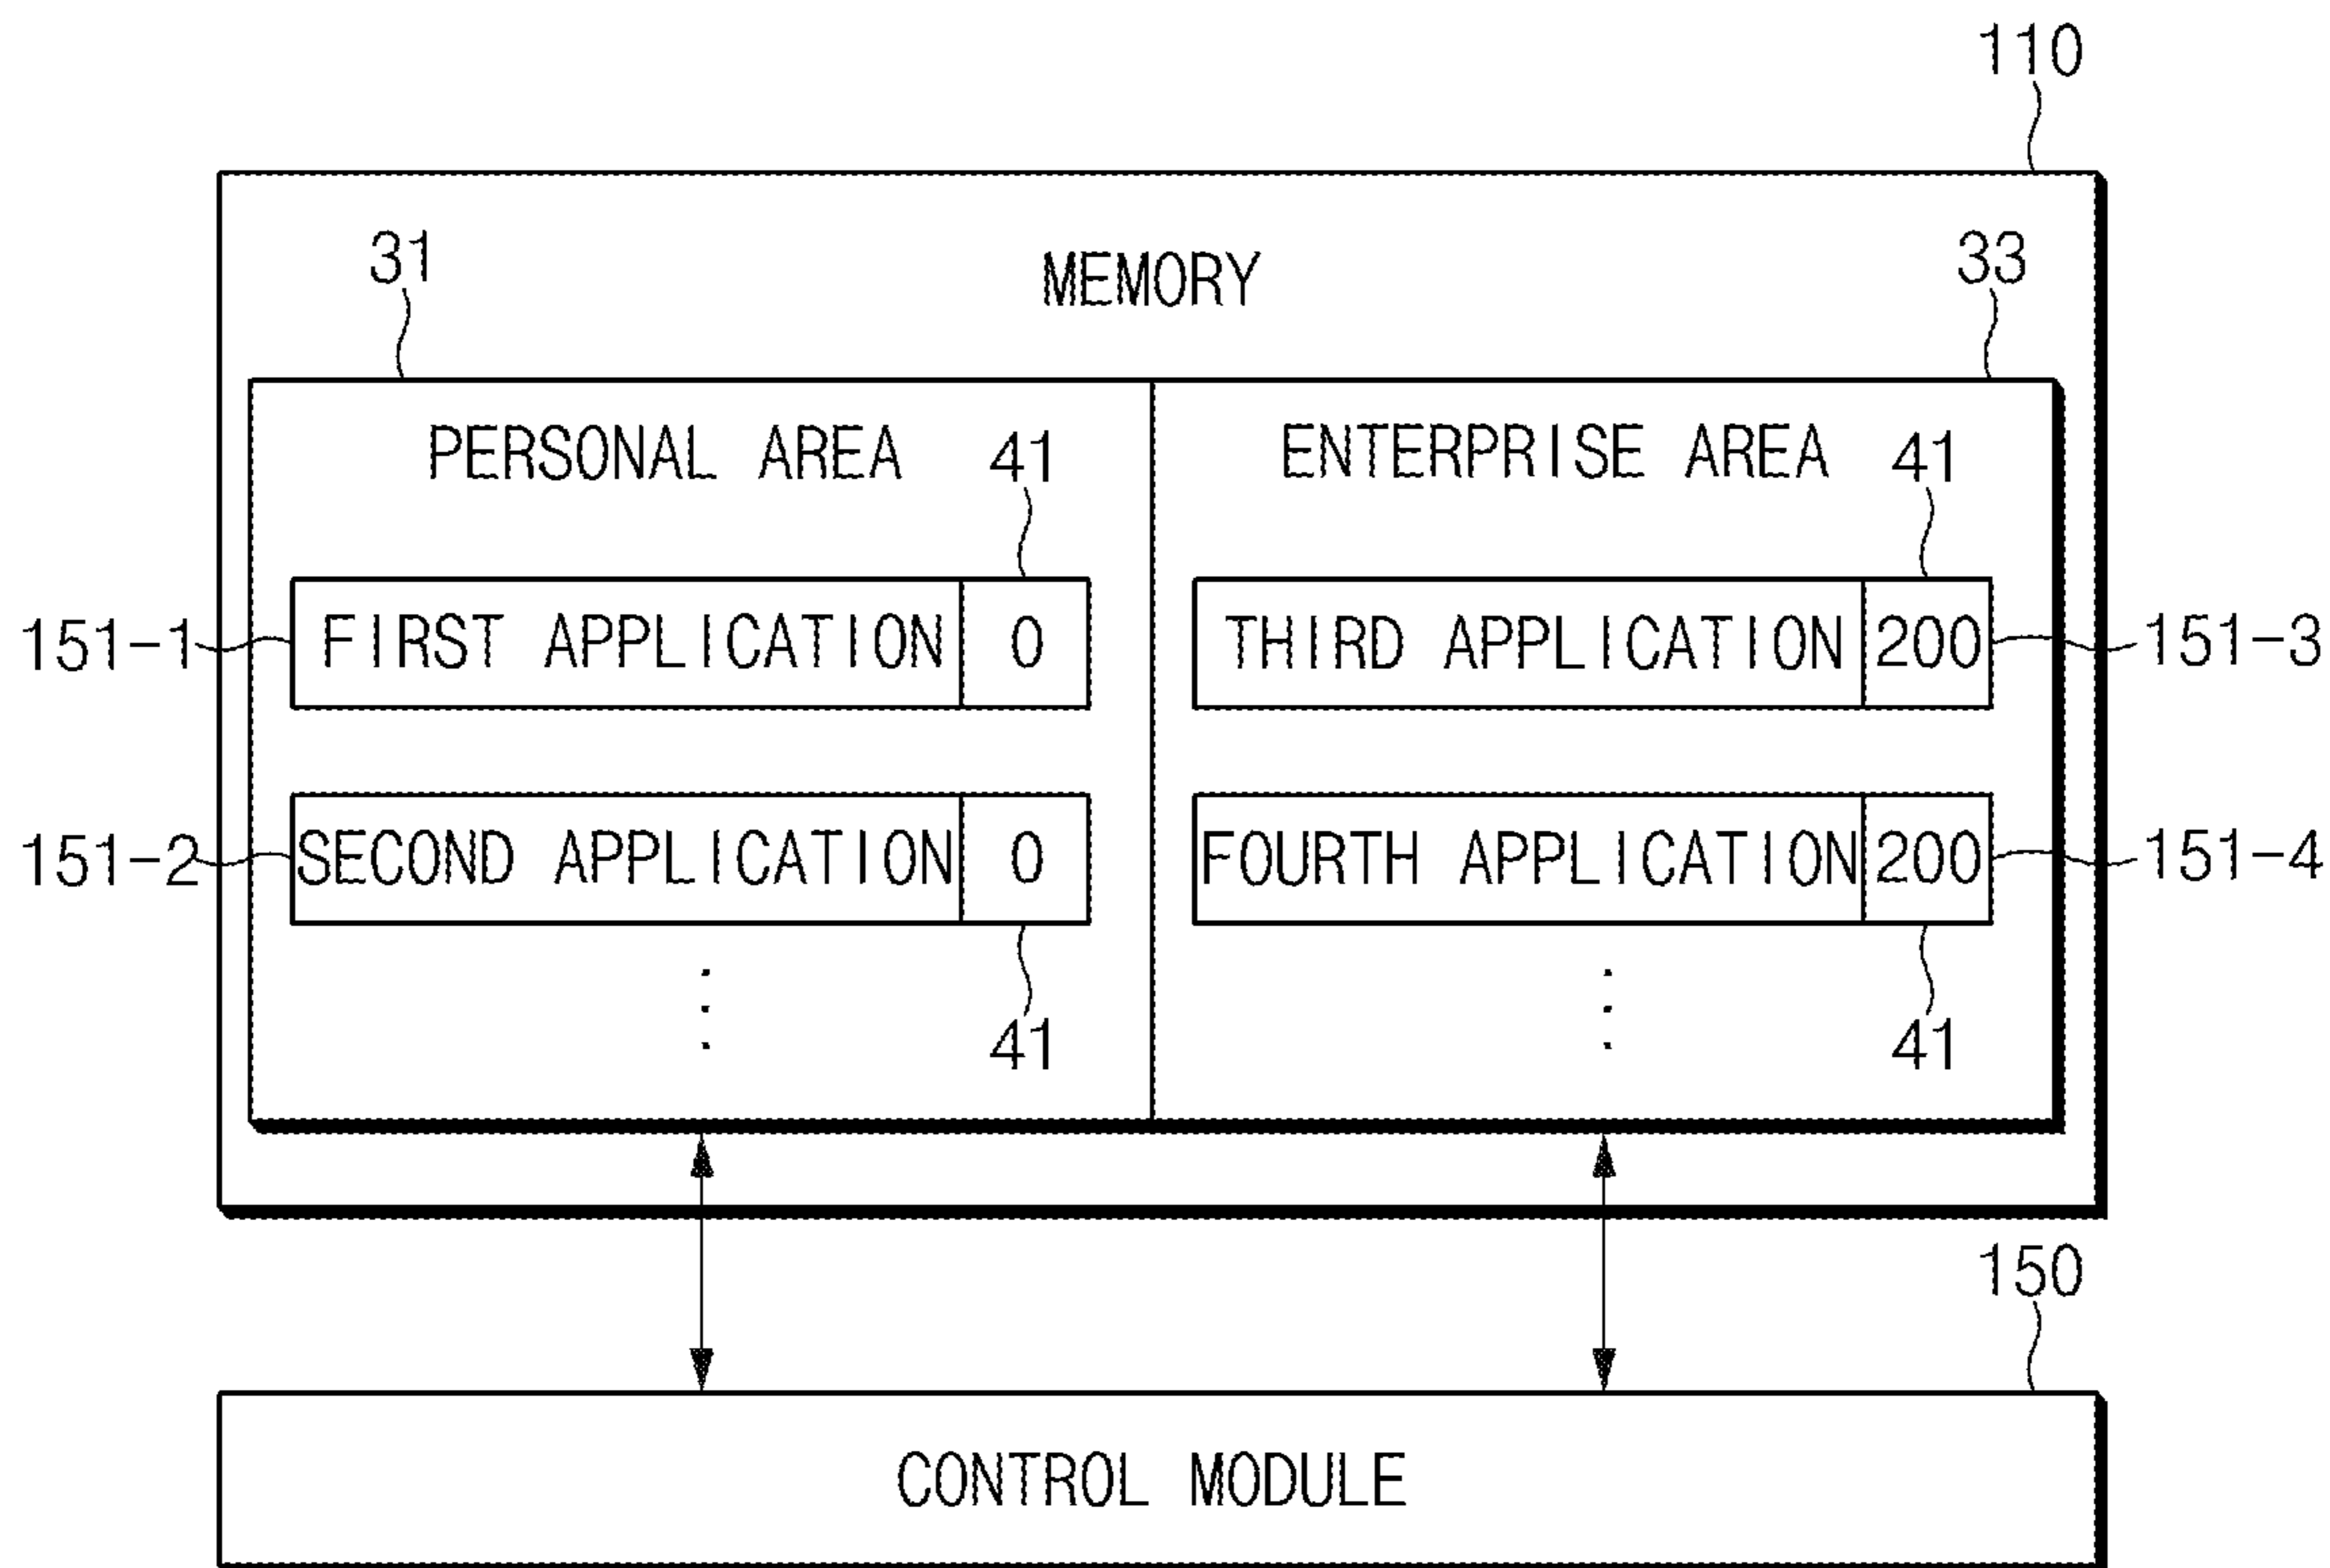 110
31
MEMORY
33
PERSONAL AREA
41
ENTERPRISE AREA
41
151-1
FIRST APPLICATION
0
THIRD APPLICATION
200
151-3
151-2
SECOND APPLICATION
0
FOURTH APPLICATION
200
151-4
41
41
150
CONTROL MODULE